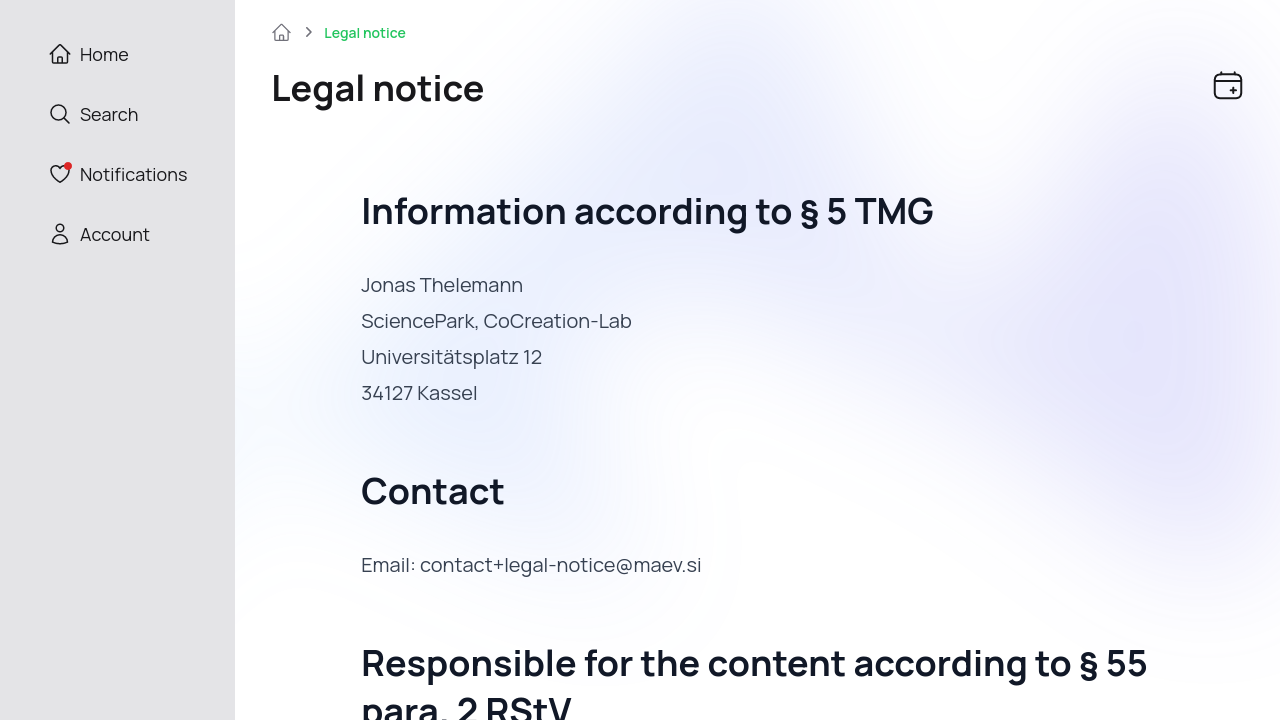 Home
Search
Notifications
Account
Legal notice
Legal notice
Information according to § 5 TMG
Jonas Thelemann
SciencePark, CoCreation-Lab
Universitätsplatz 12
34127 Kassel
Contact
Email: contact+legal-notice@maev.si
Responsible for the content according to § 55
para. 2 RStV